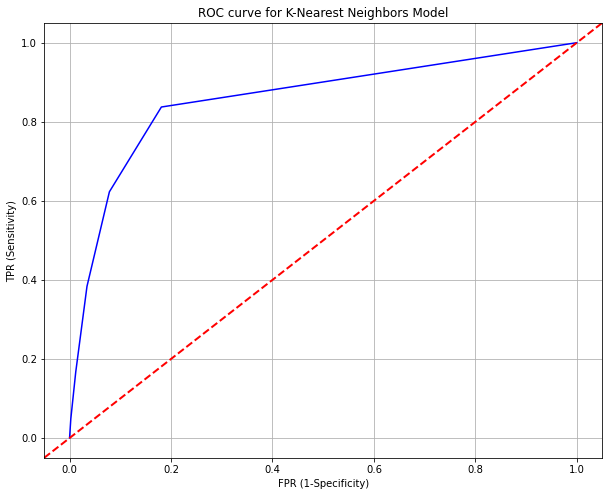 ROC curve for K-Nearest Neighbors Model
1.0
0.8
0.6
0.4
0.2
0.0
TPR (Sensitivity)
0.0 0.2 0.4 0.6 0.8 1.0
FPR (1-Specificity)